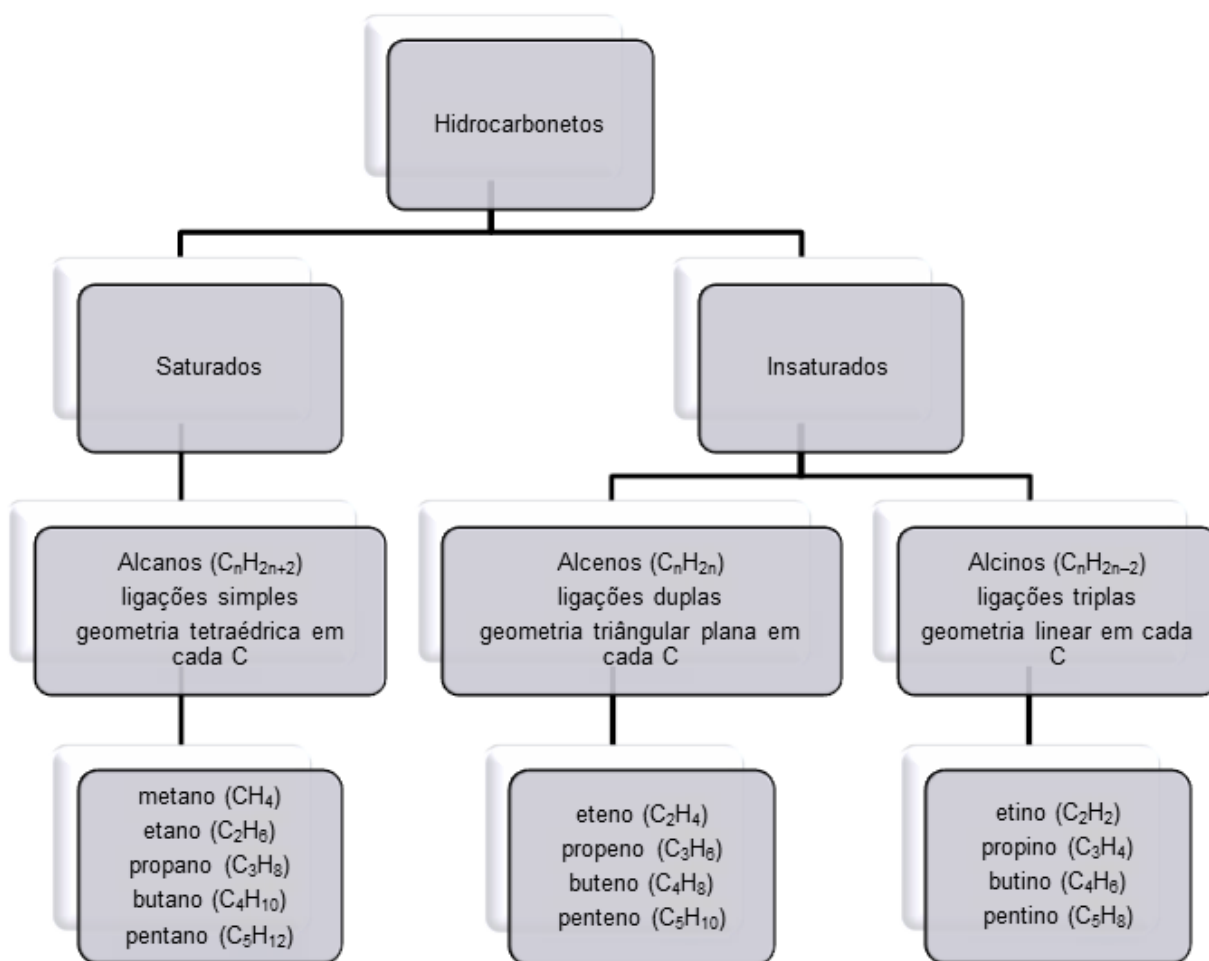 Hidrocarbonetos
Saturados
Insaturados
Alcanos (CₙH₂ₙ₊₂)
ligações simples
geometria tetraédrica em
cada C
Alcenos (CₙH₂ₙ)
ligações duplas
geometria triângular plana em
cada C
Alcinos (CₙH₂ₙ₋₂)
ligações triplas
geometria linear em cada
C
metano (CH₄)
etano (C₂H₆)
propano (C₃H₈)
butano (C₄H₁₀)
pentano (C₅H₁₂)
eteno (C₂H₄)
propeno (C₃H₆)
buteno (C₄H₈)
penteno (C₅H₁₀)
etino (C₂H₂)
propino (C₃H₄)
butino (C₄H₆)
pentino (C₅H₈)